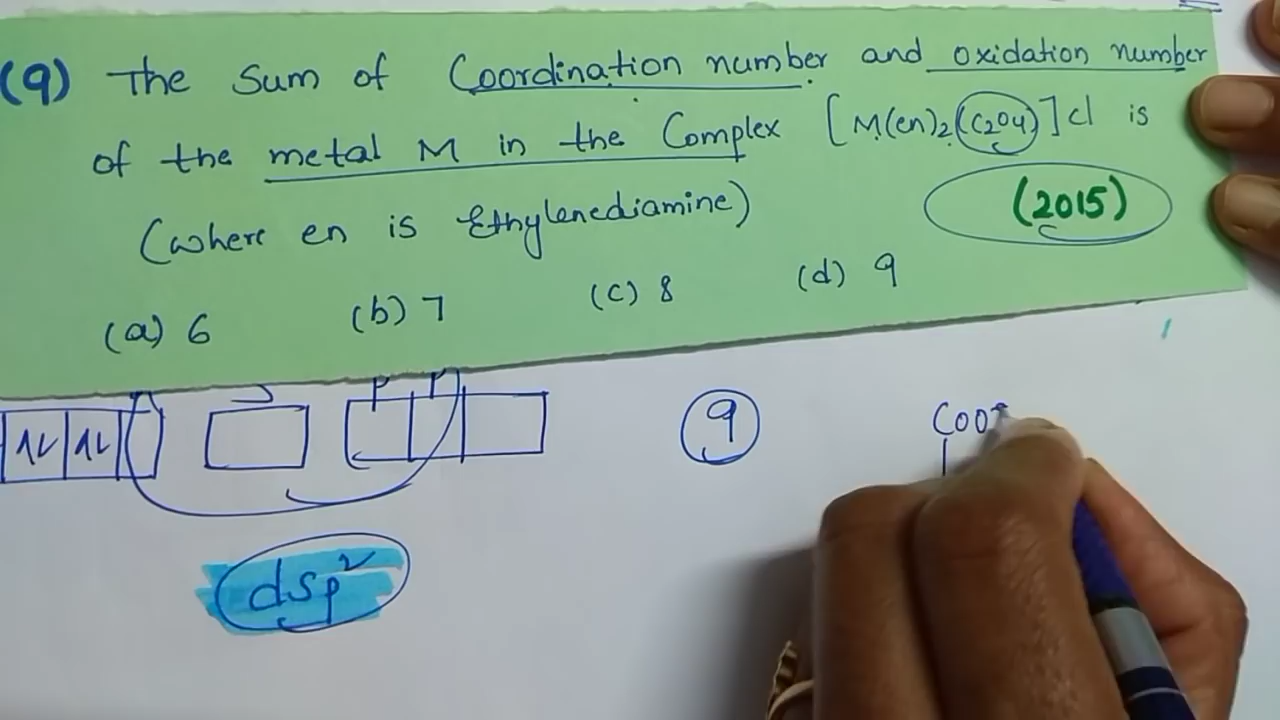 (9) The Sum of Coordination number and oxidation number
of the metal M in the Complex [M(en)2(C2O4)]Cl is
(where en is Ethylenediamine) (2015)
(a) 6 (b) 7 (c) 8 (d) 9
P P
1L 1L
9
COO
dsp2